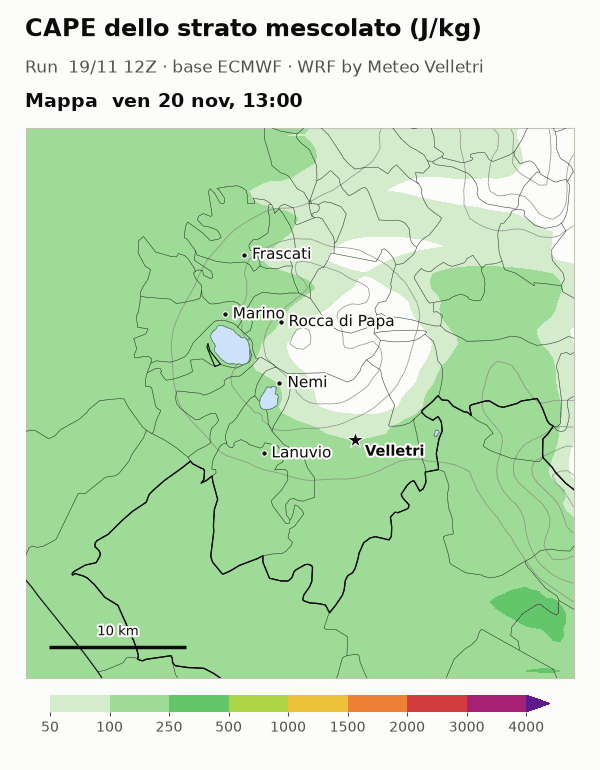 CAPE dello strato mescolato (J/kg)
Run  19/11 12Z · base ECMWF · WRF by Meteo Velletri
Mappa  ven 20 nov, 13:00
Frascati
Marino
Rocca di Papa
Nemi
Velletri
Lanuvio
10 km
50 100 250 500 1000 1500 2000 3000 4000